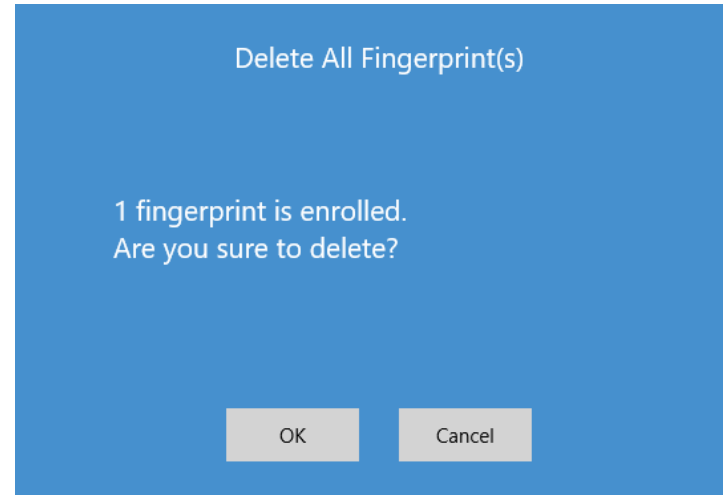 Delete All Fingerprint(s)
1 fingerprint is enrolled.
Are you sure to delete?
OK
Cancel